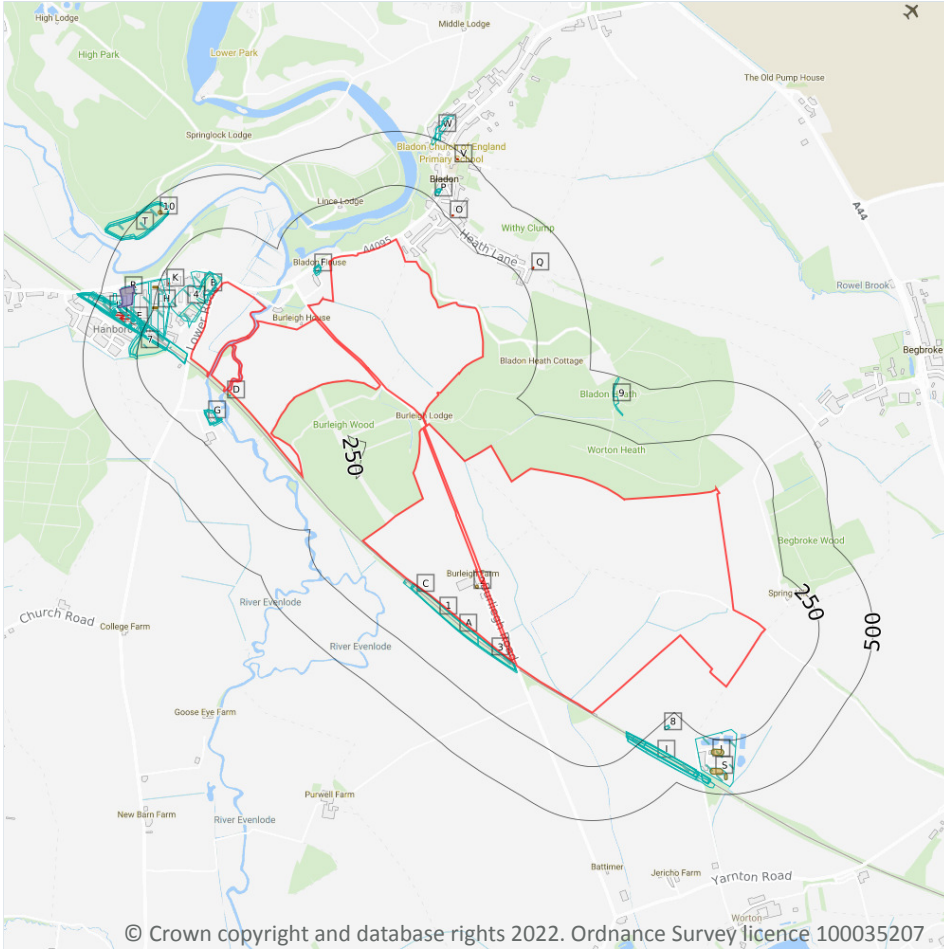 High Lodge
Middle Lodge
High Park
Lower Park
The Old Pump House
Springlock Lodge
W
Bladon Church of England
Primary School
V
Bladon
P
Lince Lodge
10
T
O
A44
Heath Lane
Withy Clump
A4095
Q
Bladon House
F
Rowel Brook
R
K
B
4
H
E
Hanboro
7
Lower R
Burleigh House
Begbroke
Bladon Heath Cottage
D
9
Bladon Heath
G
Burleigh Wood
Burleigh Lodge
250
Worton Heath
Begbroke Wood
Burleigh Farm
C
Spring
250
River Evenlode
1
Burleigh Road
Church Road
College Farm
A
500
River Evenlode
3
Goose Eye Farm
8
I
S
Purwell Farm
New Barn Farm
River Evenlode
Battimer
Jericho Farm
Yarnton Road
Worton
© Crown copyright and database rights 2022. Ordnance Survey licence 100035207